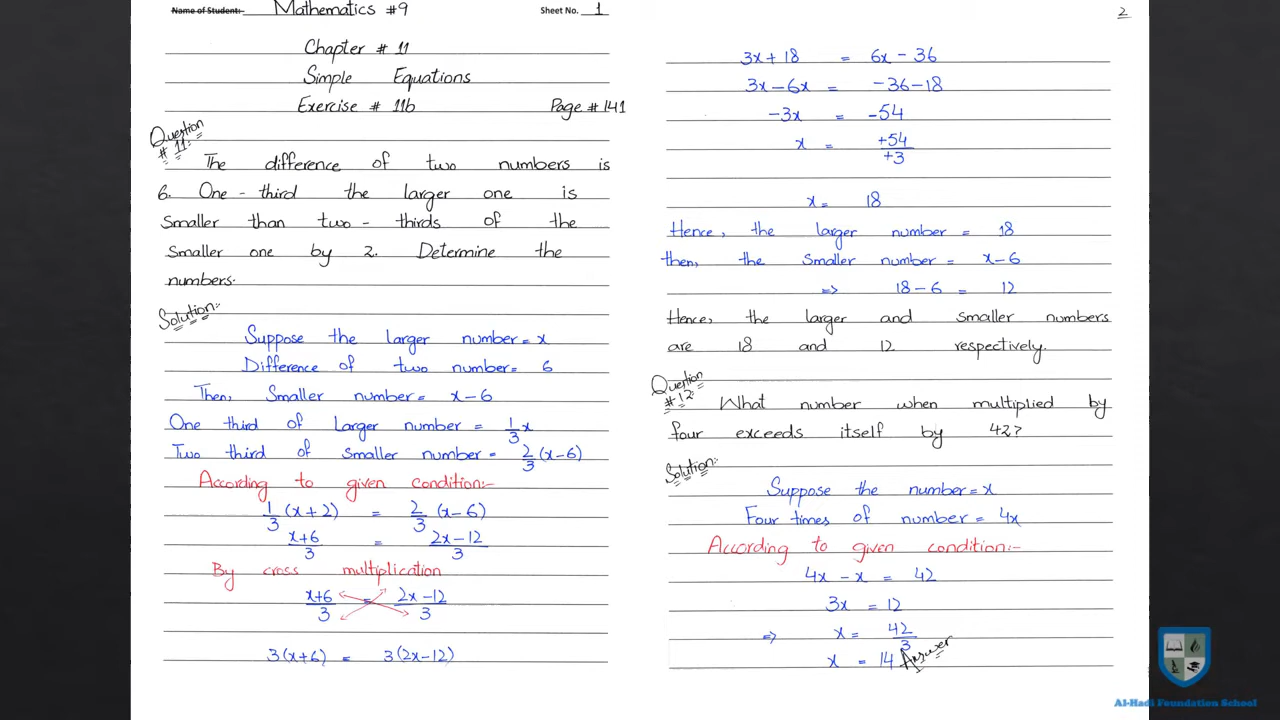 Name of Student:- Mathematics #9 Sheet No. 1
Chapter # 11
Simple Equations
Exercise # 11b Page # 141
Question # 11:
The difference of two numbers is
6. One-third the larger one is
Smaller than two-thirds of the
Smaller one by 2. Determine the
numbers.
Solution:-
Suppose the larger number = x
Difference of two number = 6
Then, Smaller number = x-6
One third of larger number = 1/3 x
Two third of smaller number = 2/3 (x-6)
According to given condition:-
1/3 (x+2) = 2/3 (x-6)
x+6/3 = 2x-12/3
By cross multiplication
x+6/3 = 2x-12/3
3(x+6) = 3(2x-12)
2
3x+18 = 6x-36
3x-6x = -36-18
-3x = -54
x = +54/+3
x = 18
Hence, the larger number = 18
then, the Smaller number = x-6
=> 18-6 = 12
Hence, the larger and smaller numbers
are 18 and 12 respectively.
Question # 12:
What number when multiplied by
four exceeds itself by 42?
Solution:-
Suppose the number = x
Four times of number = 4x
According to given condition:-
4x - x = 42
3x = 12
=> x = 42/3
x = 14 Answer
Al-Hadi Foundation School